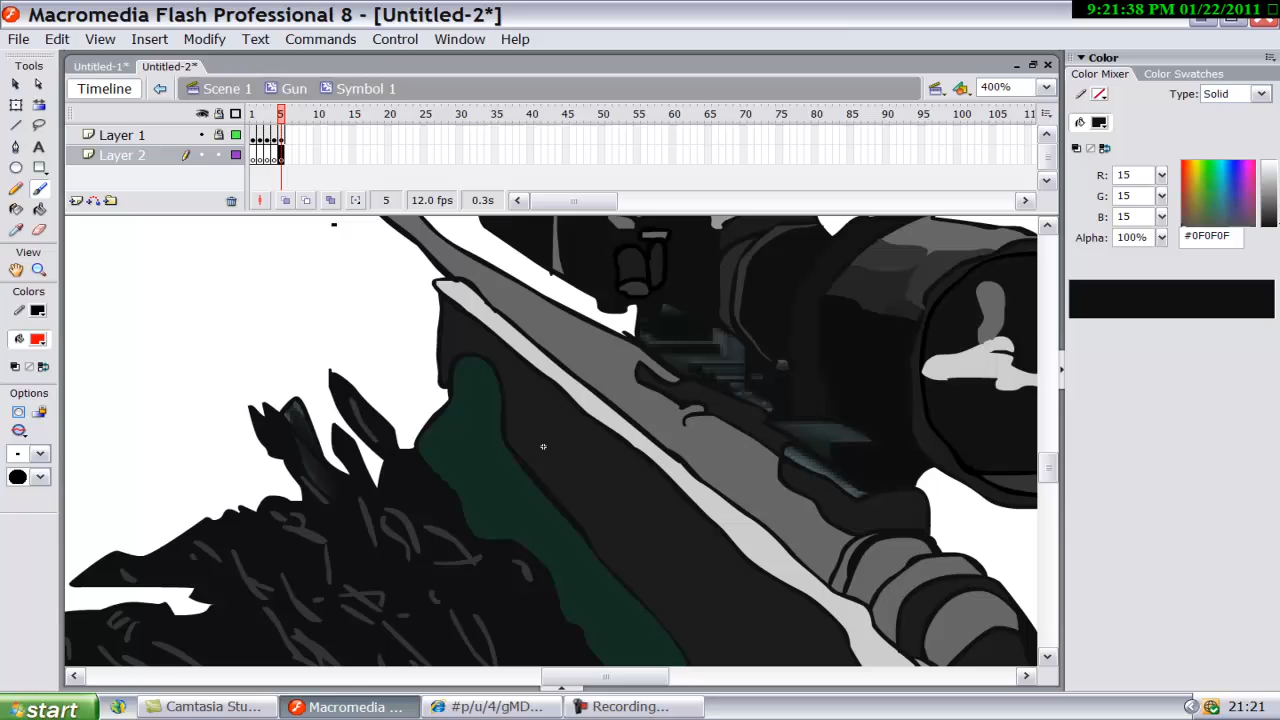 Macromedia Flash Professional 8 - [Untitled-2*]
9:21:38 PM 01/22/2011
File Edit View Insert Modify Text Commands Control Window Help
Tools
View
Colors
Options
Untitled-1* Untitled-2*
Timeline Scene 1 Gun Symbol 1 400%
1 5 10 15 20 25 30 35 40 45 50 55 60 65 70 75 80 85 90 95 100 105 11
Layer 1
Layer 2
5 12.0 fps 0.3s
Color
Color Mixer Color Swatches
Type: Solid
R: 15
G: 15
B: 15
Alpha: 100%
#0F0F0F
start Camtasia Stu... Macromedia ... #p/u/4/gMD... Recording... 21:21